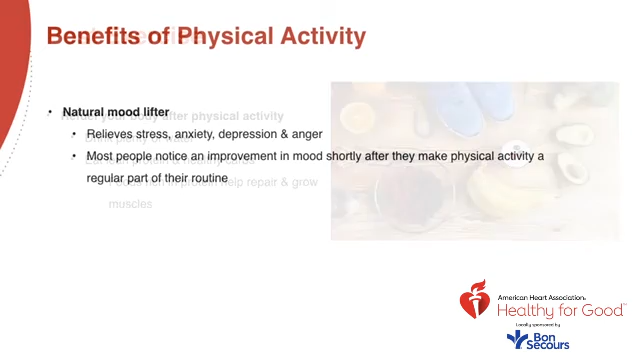 Benefits of Physical Activity
• Natural mood lifter
after physical activity
• Relieves stress, anxiety, depression & anger
• Most people notice an improvement in mood shortly after they make physical activity a
regular part of their routine
protein help repair & grow
muscles
American Heart Association®
Healthy for Good™
Locally sponsored by
Bon
Secours